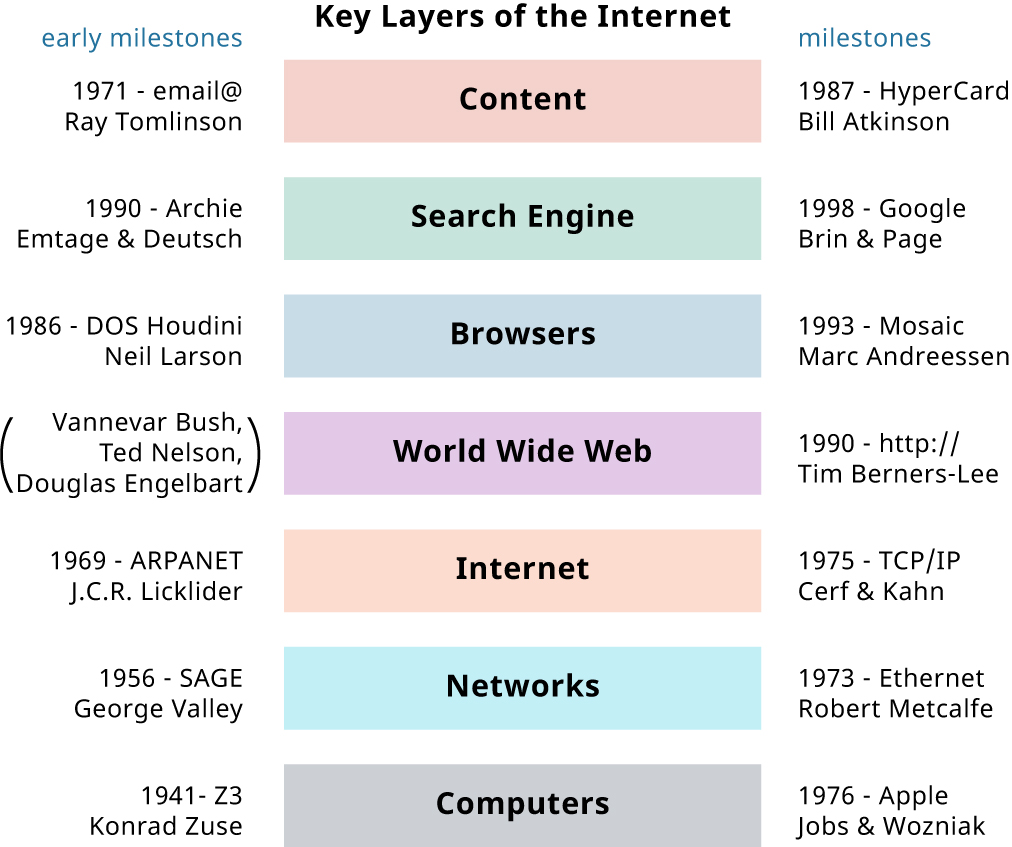 Key Layers of the Internet
early milestones
milestones
1971 - email@
Ray Tomlinson
Content
1987 - HyperCard
Bill Atkinson
1990 - Archie
Emtage & Deutsch
Search Engine
1998 - Google
Brin & Page
1986 - DOS Houdini
Neil Larson
Browsers
1993 - Mosaic
Marc Andreessen
(Vannevar Bush,
Ted Nelson,
Douglas Engelbart)
World Wide Web
1990 - http://
Tim Berners-Lee
1969 - ARPANET
J.C.R. Licklider
Internet
1975 - TCP/IP
Cerf & Kahn
1956 - SAGE
George Valley
Networks
1973 - Ethernet
Robert Metcalfe
1941- Z3
Konrad Zuse
Computers
1976 - Apple
Jobs & Wozniak